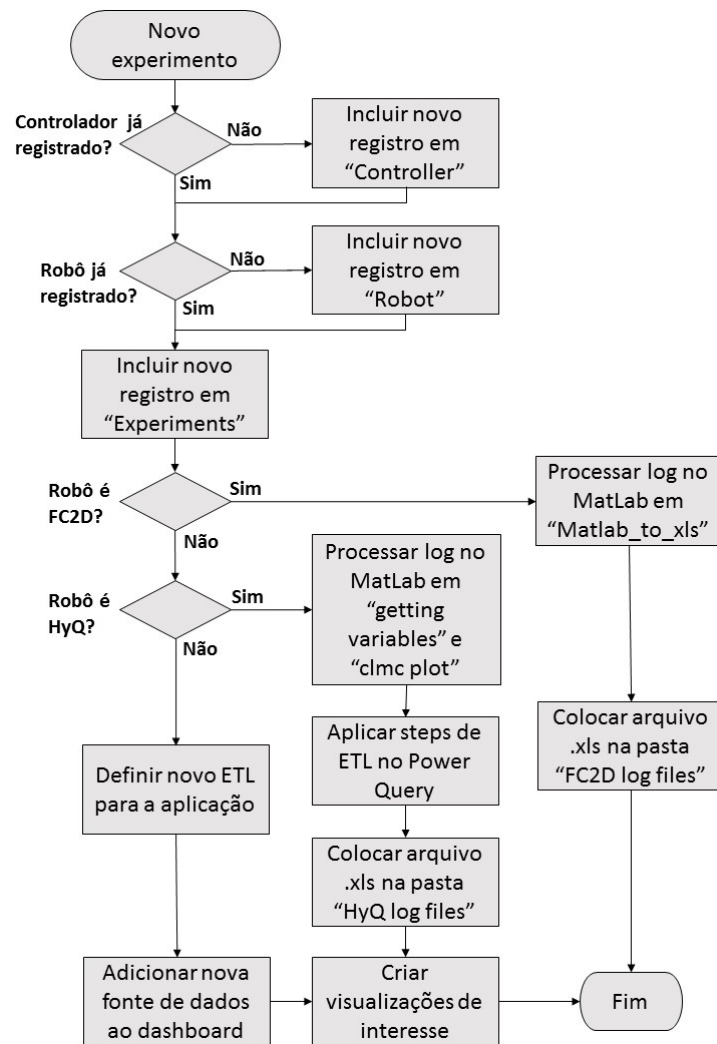 Novo
experimento
Controlador já
registrado?
Não
Sim
Incluir novo
registro em
“Controller”
Robô já
registrado?
Não
Sim
Incluir novo
registro em
“Robot”
Incluir novo
registro em
“Experiments”
Robô é
FC2D?
Sim
Não
Processar log no
MatLab em
“Matlab_to_xls”
Robô é
HyQ?
Sim
Não
Processar log no
MatLab em
“getting
variables” e
“clmc plot”
Colocar arquivo
.xls na pasta
“FC2D log files”
Definir novo ETL
para a aplicação
Aplicar steps de
ETL no Power
Query
Colocar arquivo
.xls na pasta
“HyQ log files”
Adicionar nova
fonte de dados
ao dashboard
Criar
visualizações de
interesse
Fim